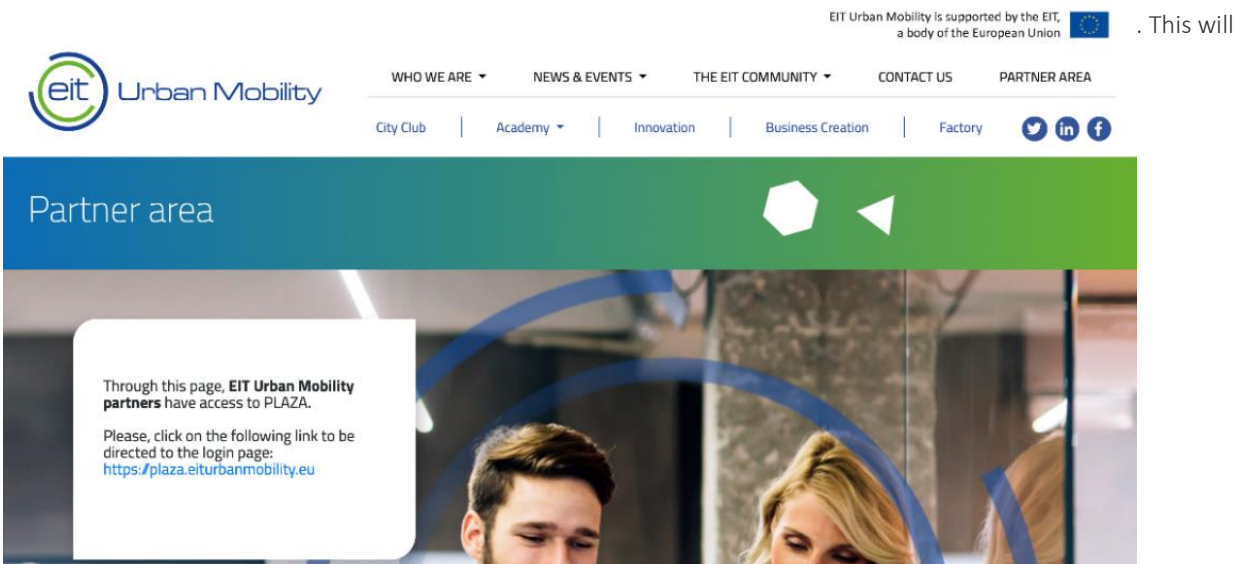 EIT Urban Mobility is supported by the EIT,
a body of the European Union
. This will
eit Urban Mobility
WHO WE ARE NEWS & EVENTS THE EIT COMMUNITY CONTACT US PARTNER AREA
City Club | Academy | Innovation | Business Creation | Factory
Partner area
Through this page, EIT Urban Mobility
partners have access to PLAZA.
Please, click on the following link to be
directed to the login page:
https://plaza.eiturbanmobility.eu